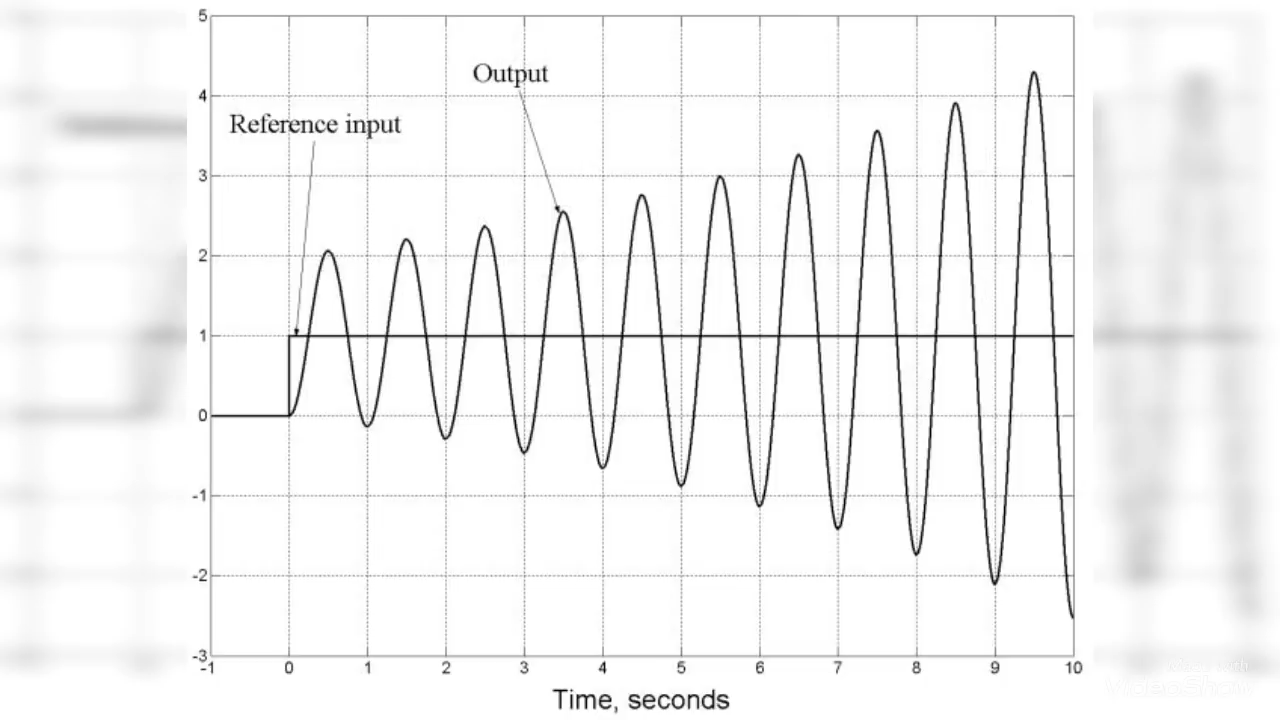 5
Output
4
Reference input
3
2
1
0
-1
-2
-3
-1 0 1 2 3 4 5 6 7 8 9 10
Time, seconds
VideoShow